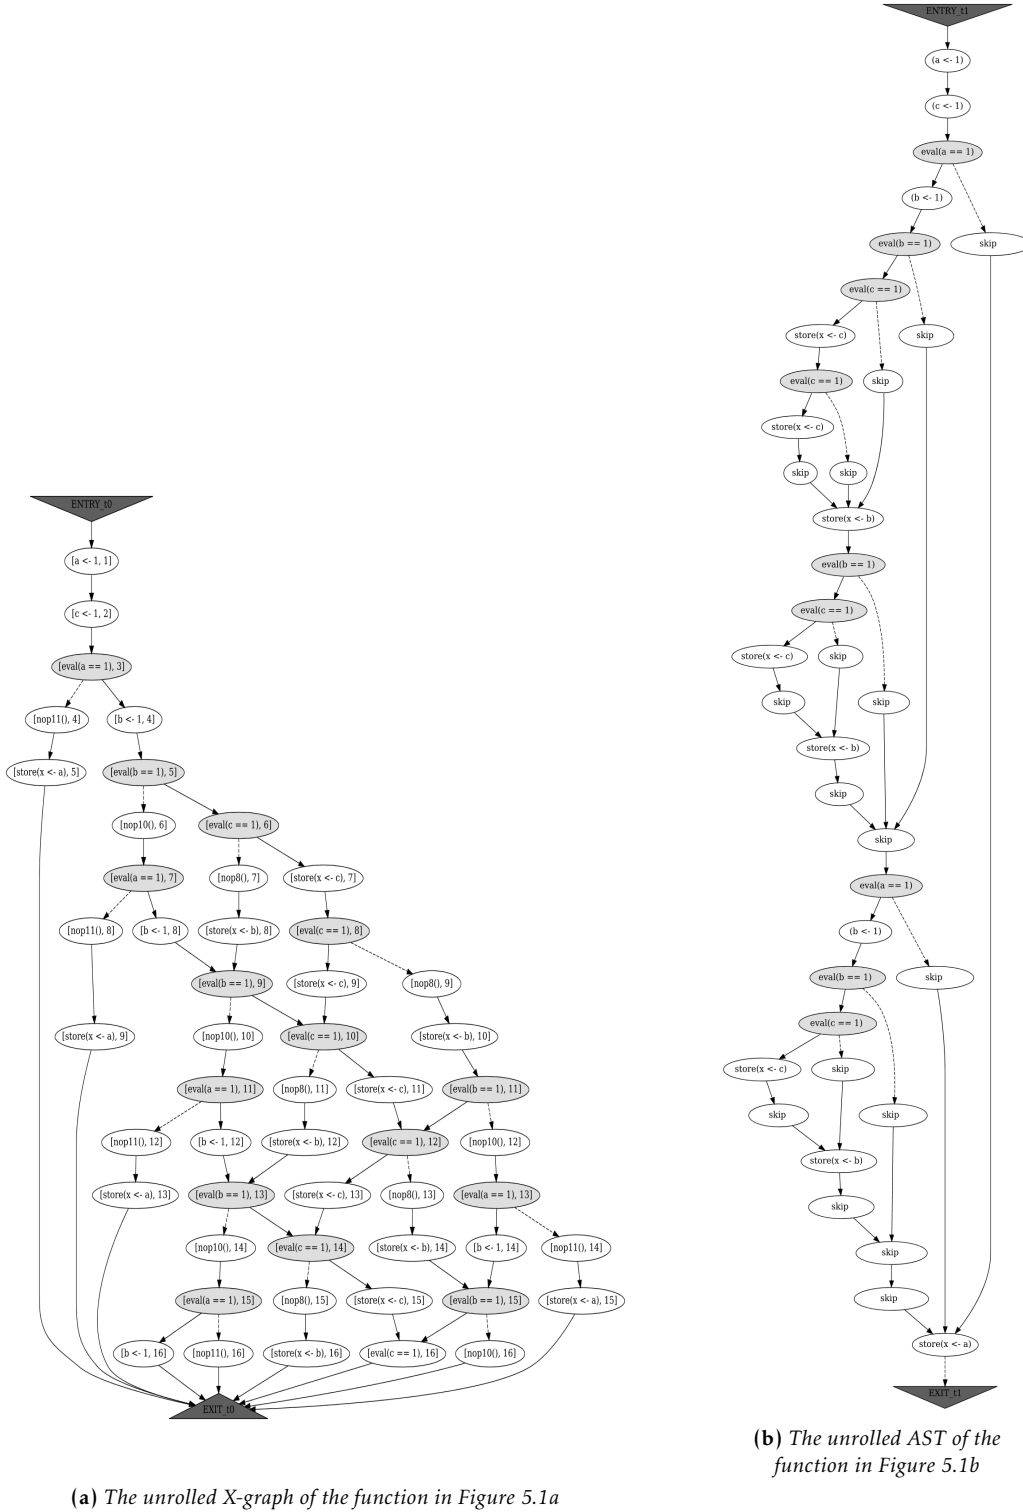 ENTRY_t1
(a <- 1)
(c <- 1)
eval(a == 1)
(b <- 1)
eval(b == 1)
skip
eval(c == 1)
store(x <- c)
skip
eval(c == 1)
skip
store(x <- c)
skip
skip
store(x <- b)
eval(b == 1)
eval(c == 1)
store(x <- c)
skip
skip
skip
store(x <- b)
skip
skip
eval(a == 1)
(b <- 1)
eval(b == 1)
skip
eval(c == 1)
store(x <- c)
skip
skip
skip
store(x <- b)
skip
skip
skip
store(x <- a)
EXIT_t1
(b) The unrolled AST of the
function in Figure 5.1b
ENTRY_t0
[a <- 1, 1]
[c <- 1, 2]
[eval(a == 1), 3]
[nop11(), 4]
[b <- 1, 4]
[store(x <- a), 5]
[eval(b == 1), 5]
[nop10(), 6]
[eval(c == 1), 6]
[eval(a == 1), 7]
[nop8(), 7]
[store(x <- c), 7]
[nop11(), 8]
[b <- 1, 8]
[store(x <- b), 8]
[eval(c == 1), 8]
[eval(b == 1), 9]
[store(x <- c), 9]
[nop8(), 9]
[store(x <- a), 9]
[nop10(), 10]
[eval(c == 1), 10]
[store(x <- b), 10]
[eval(a == 1), 11]
[nop8(), 11]
[store(x <- c), 11]
[eval(b == 1), 11]
[nop11(), 12]
[b <- 1, 12]
[store(x <- b), 12]
[eval(c == 1), 12]
[nop10(), 12]
[store(x <- a), 13]
[eval(b == 1), 13]
[store(x <- c), 13]
[nop8(), 13]
[eval(a == 1), 13]
[nop10(), 14]
[eval(c == 1), 14]
[store(x <- b), 14]
[b <- 1, 14]
[nop11(), 14]
[eval(a == 1), 15]
[nop8(), 15]
[store(x <- c), 15]
[eval(b == 1), 15]
[store(x <- a), 15]
[b <- 1, 16]
[nop11(), 16]
[store(x <- b), 16]
[eval(c == 1), 16]
[nop10(), 16]
EXIT_t0
(a) The unrolled X-graph of the function in Figure 5.1a